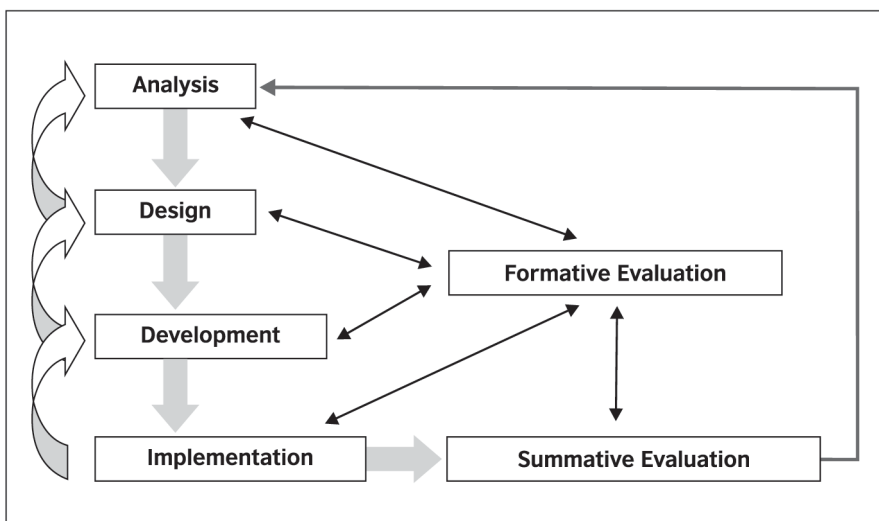 Analysis
Design
Formative Evaluation
Development
Implementation
Summative Evaluation